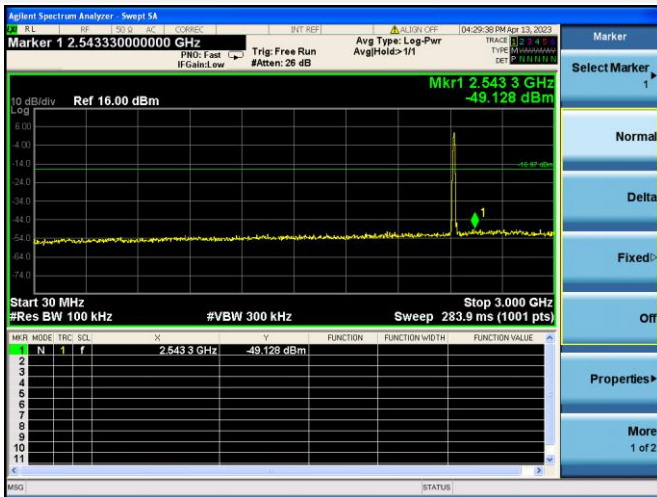 Agilent Spectrum Analyzer - Swept SA
RL RF 50 Ω AC CORREC INT REF ALIGN OFF 04:29:38 PM Apr 13, 2023
Marker 1 2.543330000000 GHz
PNO: Fast
IFGain:Low
Trig: Free Run
#Atten: 26 dB
Avg Type: Log-Pwr
Avg|Hold>1/1
TRACE 1 2 3 4 5 6
TYPE M
DET P N N N N N
Mkr1 2.543 3 GHz
-49.128 dBm
10 dB/div
Log
Ref 16.00 dBm
6.00
-4.00
-14.0
-24.0
-34.0
-44.0
-54.0
-64.0
-74.0
-16.97 dBm
1
Start 30 MHz
Stop 3.000 GHz
#Res BW 100 kHz
#VBW 300 kHz
Sweep 283.9 ms (1001 pts)
MKR MODE TRC SCL X Y FUNCTION FUNCTION WIDTH FUNCTION VALUE
1 N 1 f 2.543 3 GHz -49.128 dBm
2
3
4
5
6
7
8
9
10
11
MSG
STATUS
Marker
Select Marker
1
Normal
Delta
Fixed
Off
Properties
More
1 of 2